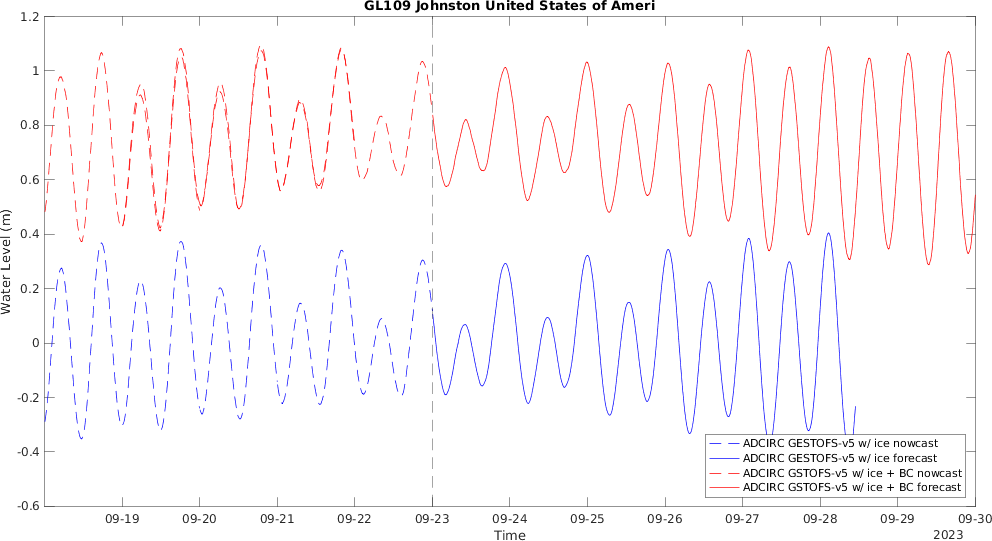 GL109 Johnston United States of Ameri
1.2
1
0.8
0.6
0.4
0.2
0
-0.2
-0.4
-0.6
Water Level (m)
ADCIRC GESTOFS-v5 w/ ice nowcast
ADCIRC GESTOFS-v5 w/ ice forecast
ADCIRC GSTOFS-v5 w/ ice + BC nowcast
ADCIRC GSTOFS-v5 w/ ice + BC forecast
09-19 09-20 09-21 09-22 09-23 09-24 09-25 09-26 09-27 09-28 09-29 09-30
Time
2023